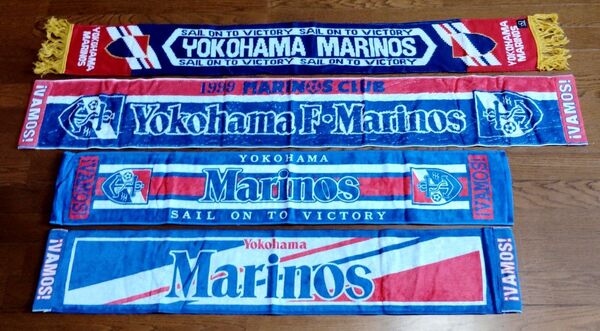 SAIL ON TO VICTORY SAIL ON TO VICTORY
YOKOHAMA
MARINOS
YOKOHAMA MARINOS
YOKOHAMA
MARINOS
SAIL ON TO VICTORY SAIL ON TO VICTORY
1999 MARINOS CLUB
¡VAMOS!
Yokohama F·Marinos
¡VAMOS!
YOKOHAMA
¡VAMOS!
Marinos
¡VAMOS!
SAIL ON TO VICTORY
Yokohama
¡VAMOS!
Marinos
¡VAMOS!